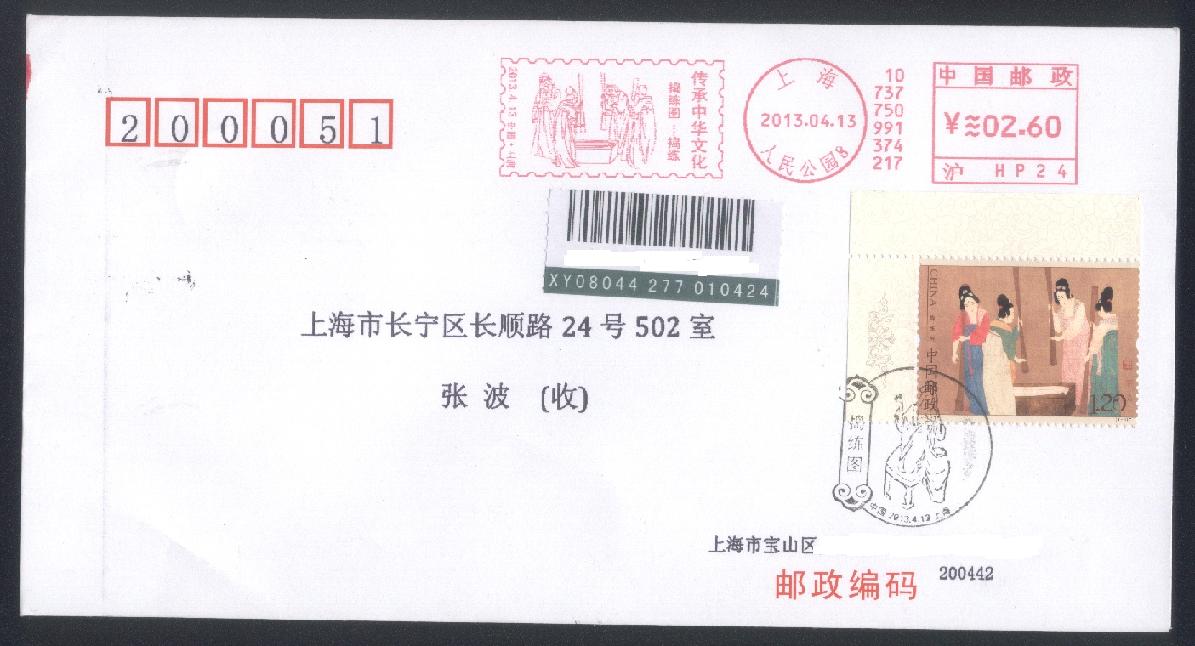 200051
传承中华文化
捣练图——捣练
2013.4.13 中国·上海
上海
2013.04.13
人民公园8
10
737
750
991
374
217
中国邮政
¥≋02.60
沪 HP24
XY08044 277 010424
上海市长宁区长顺路 24 号 502 室
张 波 (收)
CHINA
中国邮政
1.20
捣练图
中国 2013.4.13 上海
上海市宝山区
邮政编码 200442